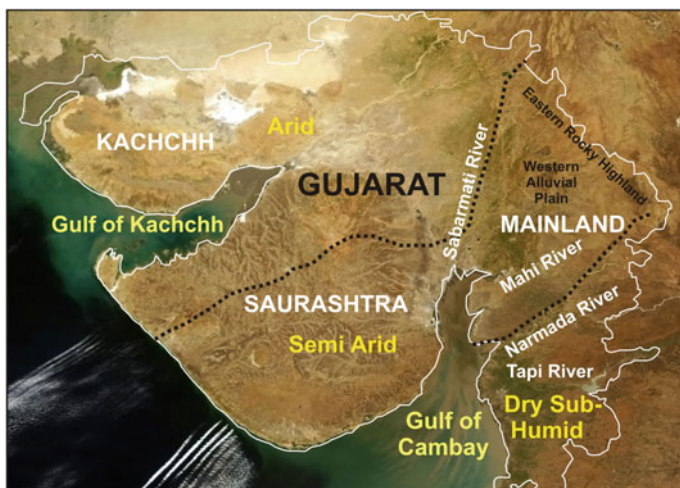 KACHCHH
Arid
Eastern Rocky Highland
Western
Alluvial
Plain
GUJARAT
Sabarmati River
Gulf of Kachchh
MAINLAND
Mahi River
SAURASHTRA
Narmada River
Semi Arid
Tapi River
Gulf of
Cambay
Dry Sub-
Humid